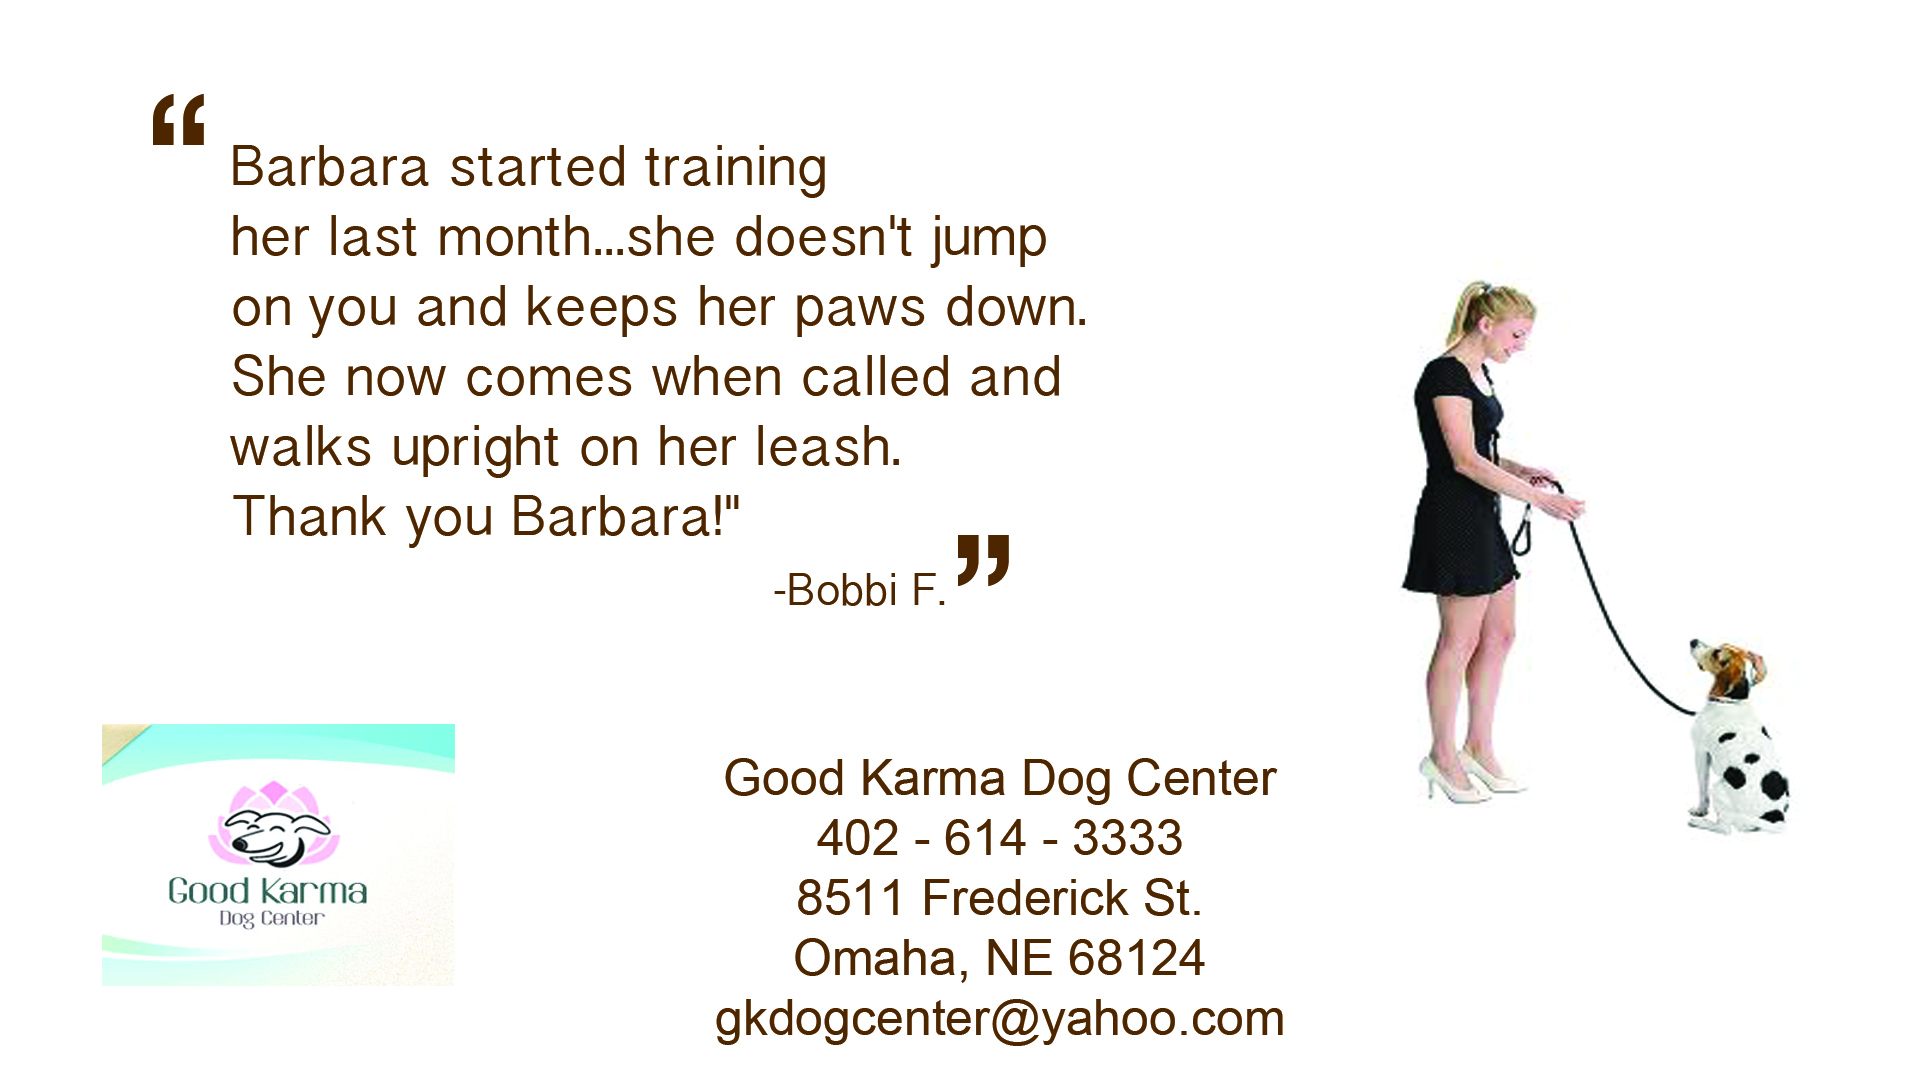 “
Barbara started training
her last month...she doesn't jump
on you and keeps her paws down.
She now comes when called and
walks upright on her leash.
Thank you Barbara!"
-Bobbi F.”
Good Karma
Dog Center
Good Karma Dog Center
402 - 614 - 3333
8511 Frederick St.
Omaha, NE 68124
gkdogcenter@yahoo.com